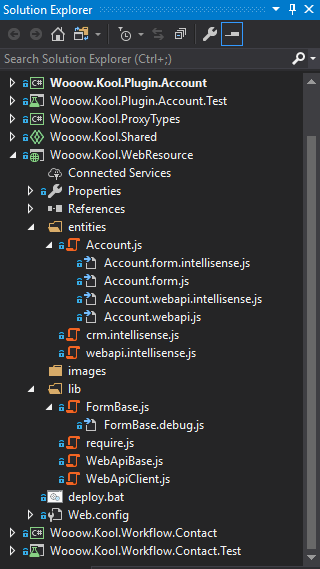 Solution Explorer
Search Solution Explorer (Ctrl+;)
C# Wooow.Kool.Plugin.Account
Wooow.Kool.Plugin.Account.Test
C# Wooow.Kool.ProxyTypes
Wooow.Kool.Shared
Wooow.Kool.WebResource
Connected Services
Properties
References
entities
Account.js
Account.form.intellisense.js
Account.form.js
Account.webapi.intellisense.js
Account.webapi.js
crm.intellisense.js
webapi.intellisense.js
images
lib
FormBase.js
FormBase.debug.js
require.js
WebApiBase.js
WebApiClient.js
deploy.bat
Web.config
C# Wooow.Kool.Workflow.Contact
Wooow.Kool.Workflow.Contact.Test